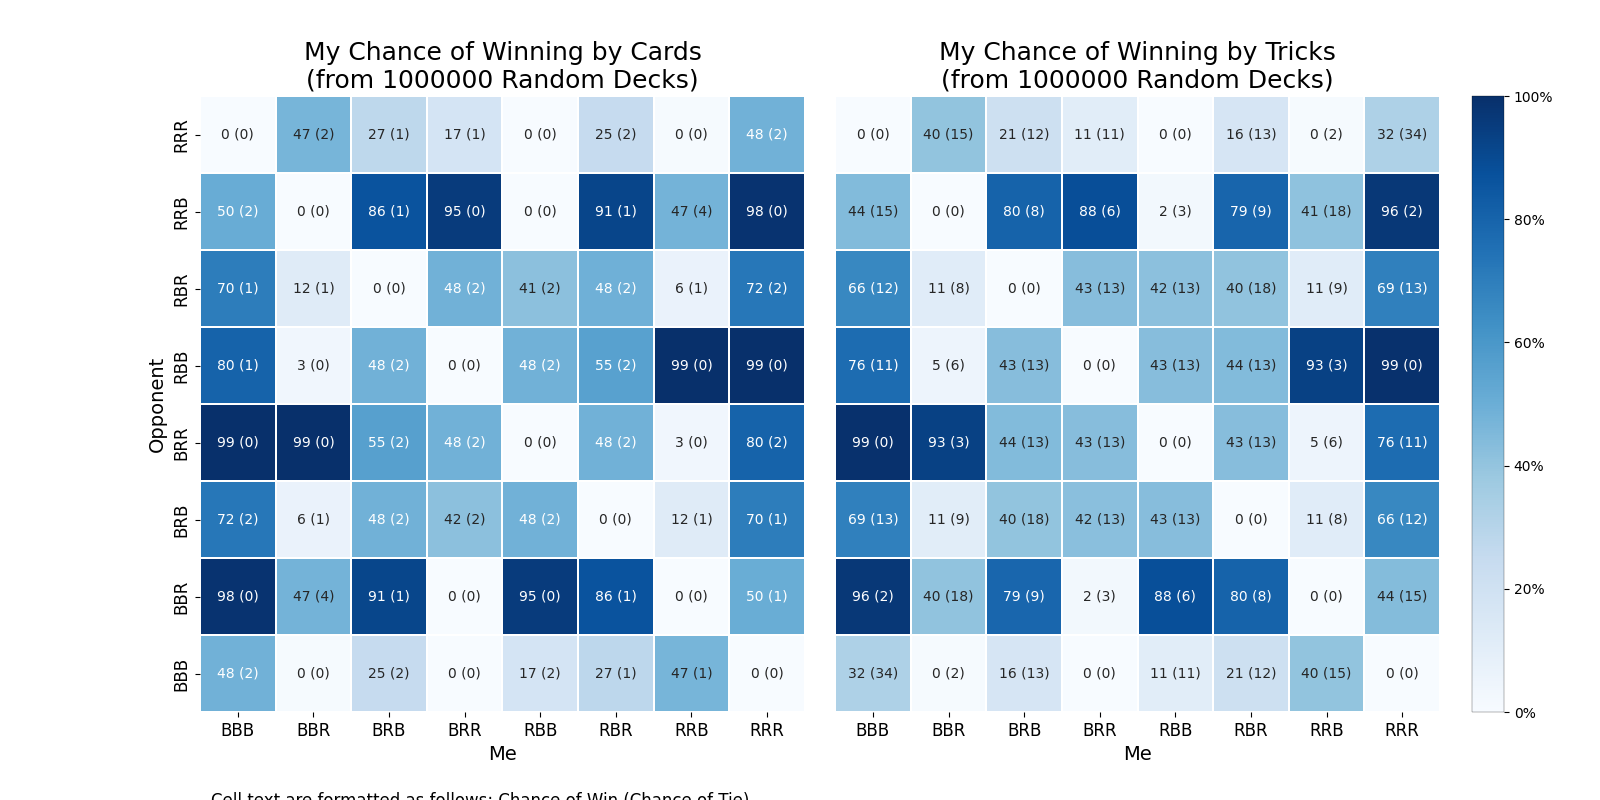 My Chance of Winning by Cards
(from 1000000 Random Decks)
My Chance of Winning by Tricks
(from 1000000 Random Decks)
Opponent
RRR 0 (0) 47 (2) 27 (1) 17 (1) 0 (0) 25 (2) 0 (0) 48 (2)
RRB 50 (2) 0 (0) 86 (1) 95 (0) 0 (0) 91 (1) 47 (4) 98 (0)
RBR 70 (1) 12 (1) 0 (0) 48 (2) 41 (2) 48 (2) 6 (1) 72 (2)
RBB 80 (1) 3 (0) 48 (2) 0 (0) 48 (2) 55 (2) 99 (0) 99 (0)
BRR 99 (0) 99 (0) 55 (2) 48 (2) 0 (0) 48 (2) 3 (0) 80 (2)
BRB 72 (2) 6 (1) 48 (2) 42 (2) 48 (2) 0 (0) 12 (1) 70 (1)
BBR 98 (0) 47 (4) 91 (1) 0 (0) 95 (0) 86 (1) 0 (0) 50 (1)
BBB 48 (2) 0 (0) 25 (2) 0 (0) 17 (2) 27 (1) 47 (1) 0 (0)
BBB BBR BRB BRR RBB RBR RRB RRR
Me
0 (0) 40 (15) 21 (12) 11 (11) 0 (0) 16 (13) 0 (2) 32 (34)
44 (15) 0 (0) 80 (8) 88 (6) 2 (3) 79 (9) 41 (18) 96 (2)
66 (12) 11 (8) 0 (0) 43 (13) 42 (13) 40 (18) 11 (9) 69 (13)
76 (11) 5 (6) 43 (13) 0 (0) 43 (13) 44 (13) 93 (3) 99 (0)
99 (0) 93 (3) 44 (13) 43 (13) 0 (0) 43 (13) 5 (6) 76 (11)
69 (13) 11 (9) 40 (18) 42 (13) 43 (13) 0 (0) 11 (8) 66 (12)
96 (2) 40 (18) 79 (9) 2 (3) 88 (6) 80 (8) 0 (0) 44 (15)
32 (34) 0 (2) 16 (13) 0 (0) 11 (11) 21 (12) 40 (15) 0 (0)
BBB BBR BRB BRR RBB RBR RRB RRR
Me
100%
80%
60%
40%
20%
0%
Cell text are formatted as follows: Chance of Win (Chance of Tie)